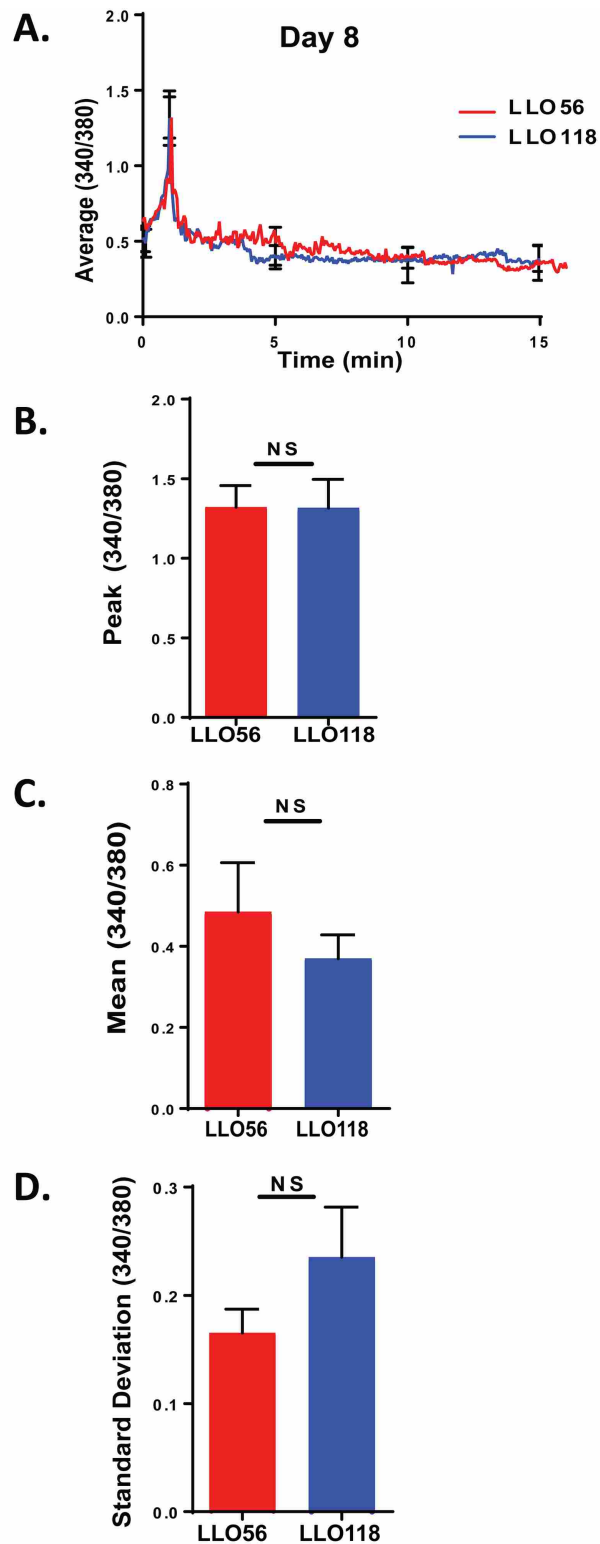 A.
Day 8
Average (340/380)
2.0
1.5
1.0
0.5
0.0
L LO 56
L LO 118
0
5
10
15
Time (min)
B.
Peak (340/380)
2.0
1.5
1.0
0.5
0.0
NS
LLO56 LLO118
C.
Mean (340/380)
0.8
0.6
0.4
0.2
0.0
NS
LLO56 LLO118
D.
Standard Deviation (340/380)
0.3
0.2
0.1
0.0
NS
LLO56 LLO118